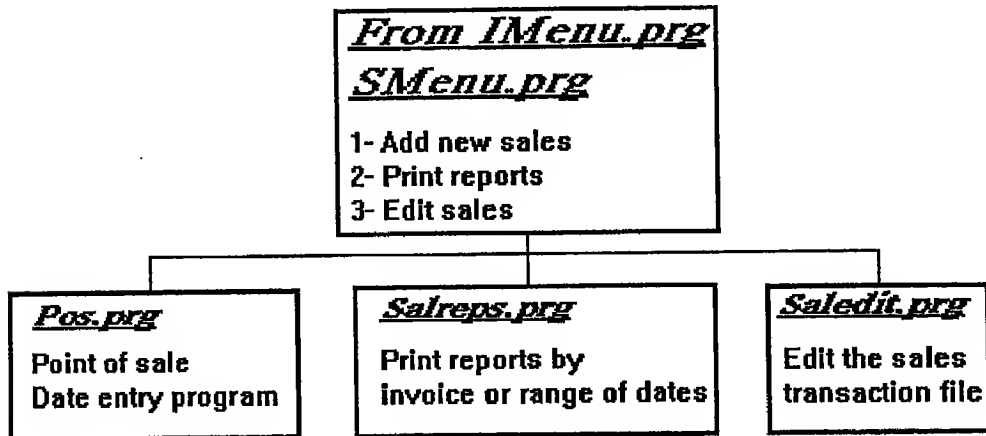 From IMenu.prg
SMenu.prg
1- Add new sales
2- Print reports
3- Edit sales
Pos.prg
Point of sale
Date entry program
Salreps.prg
Print reports by
invoice or range of dates
Saledit.prg
Edit the sales
transaction file